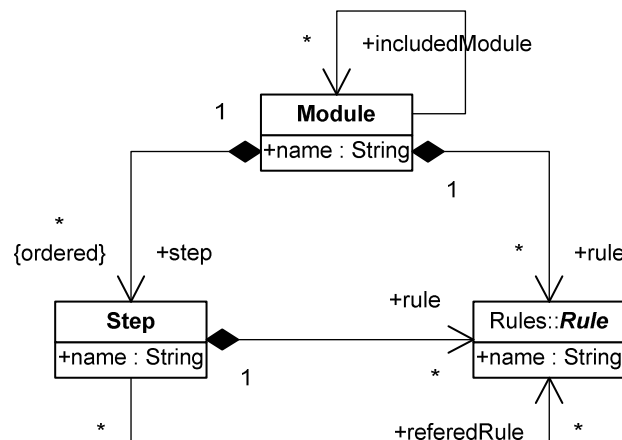 * +includedModule
1 Module
+name : String
1
*
{ordered} +step * +rule
+rule
Step Rules::Rule
+name : String +name : String
1 *
* +referedRule *